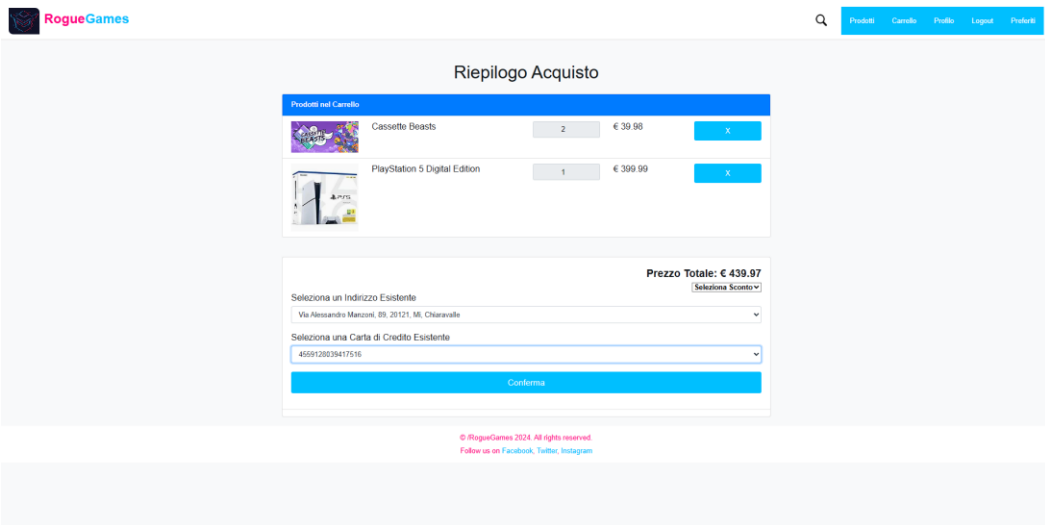 RogueGames
Prodotti Carrello Profilo Logout Preferiti
Riepilogo Acquisto
Prodotti nel Carrello
CASSETTE BEASTS
Cassette Beasts 2 € 39.98 X
PlayStation 5 Digital Edition 1 € 399.99 X
PS5
Prezzo Totale: € 439.97
Seleziona Sconto
Seleziona un Indirizzo Esistente
Via Alessandro Manzoni, 89, 20121, MI, Chiaravalle
Seleziona una Carta di Credito Esistente
4559128039417516
Conferma
© /RogueGames 2024. All rights reserved.
Follow us on Facebook, Twitter, Instagram